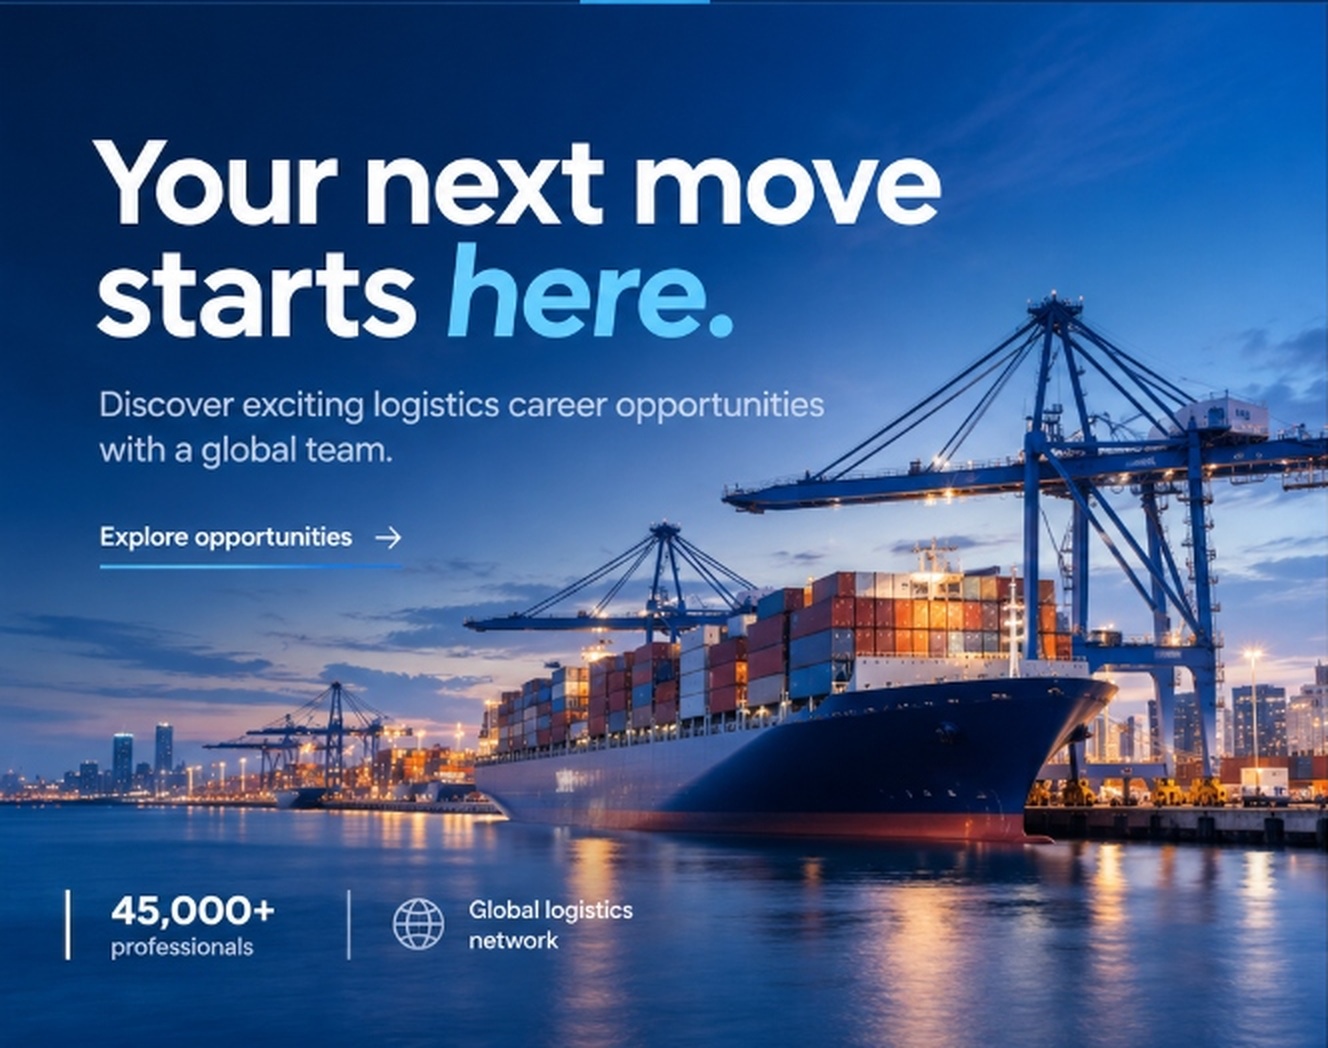 Your next move
starts here.
Discover exciting logistics career opportunities
with a global team.
Explore opportunities
45,000+
professionals
Global logistics
network